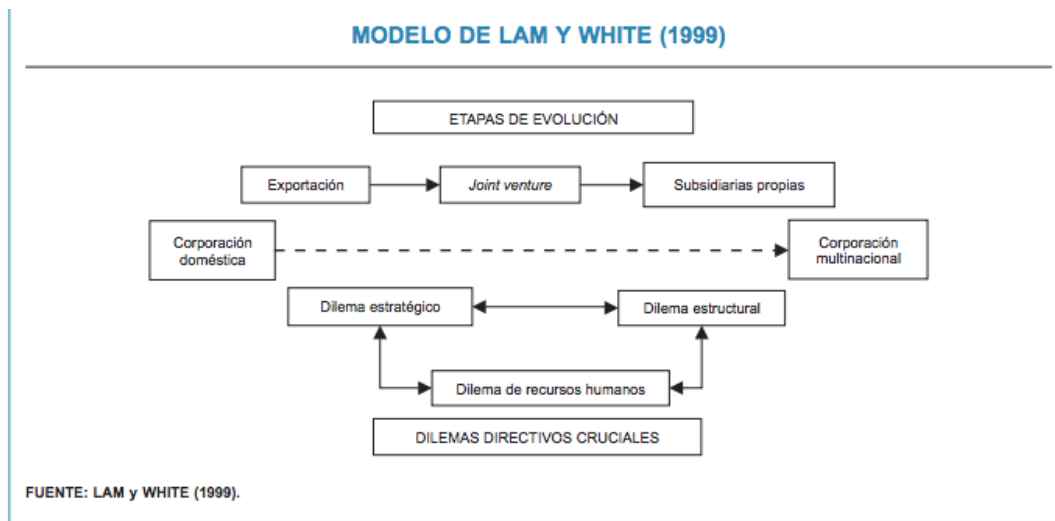 MODELO DE LAM Y WHITE (1999)
ETAPAS DE EVOLUCIÓN
Exportación
Joint venture
Subsidiarias propias
Corporación
doméstica
Corporación
multinacional
Dilema estratégico
Dilema estructural
Dilema de recursos humanos
DILEMAS DIRECTIVOS CRUCIALES
FUENTE: LAM y WHITE (1999).